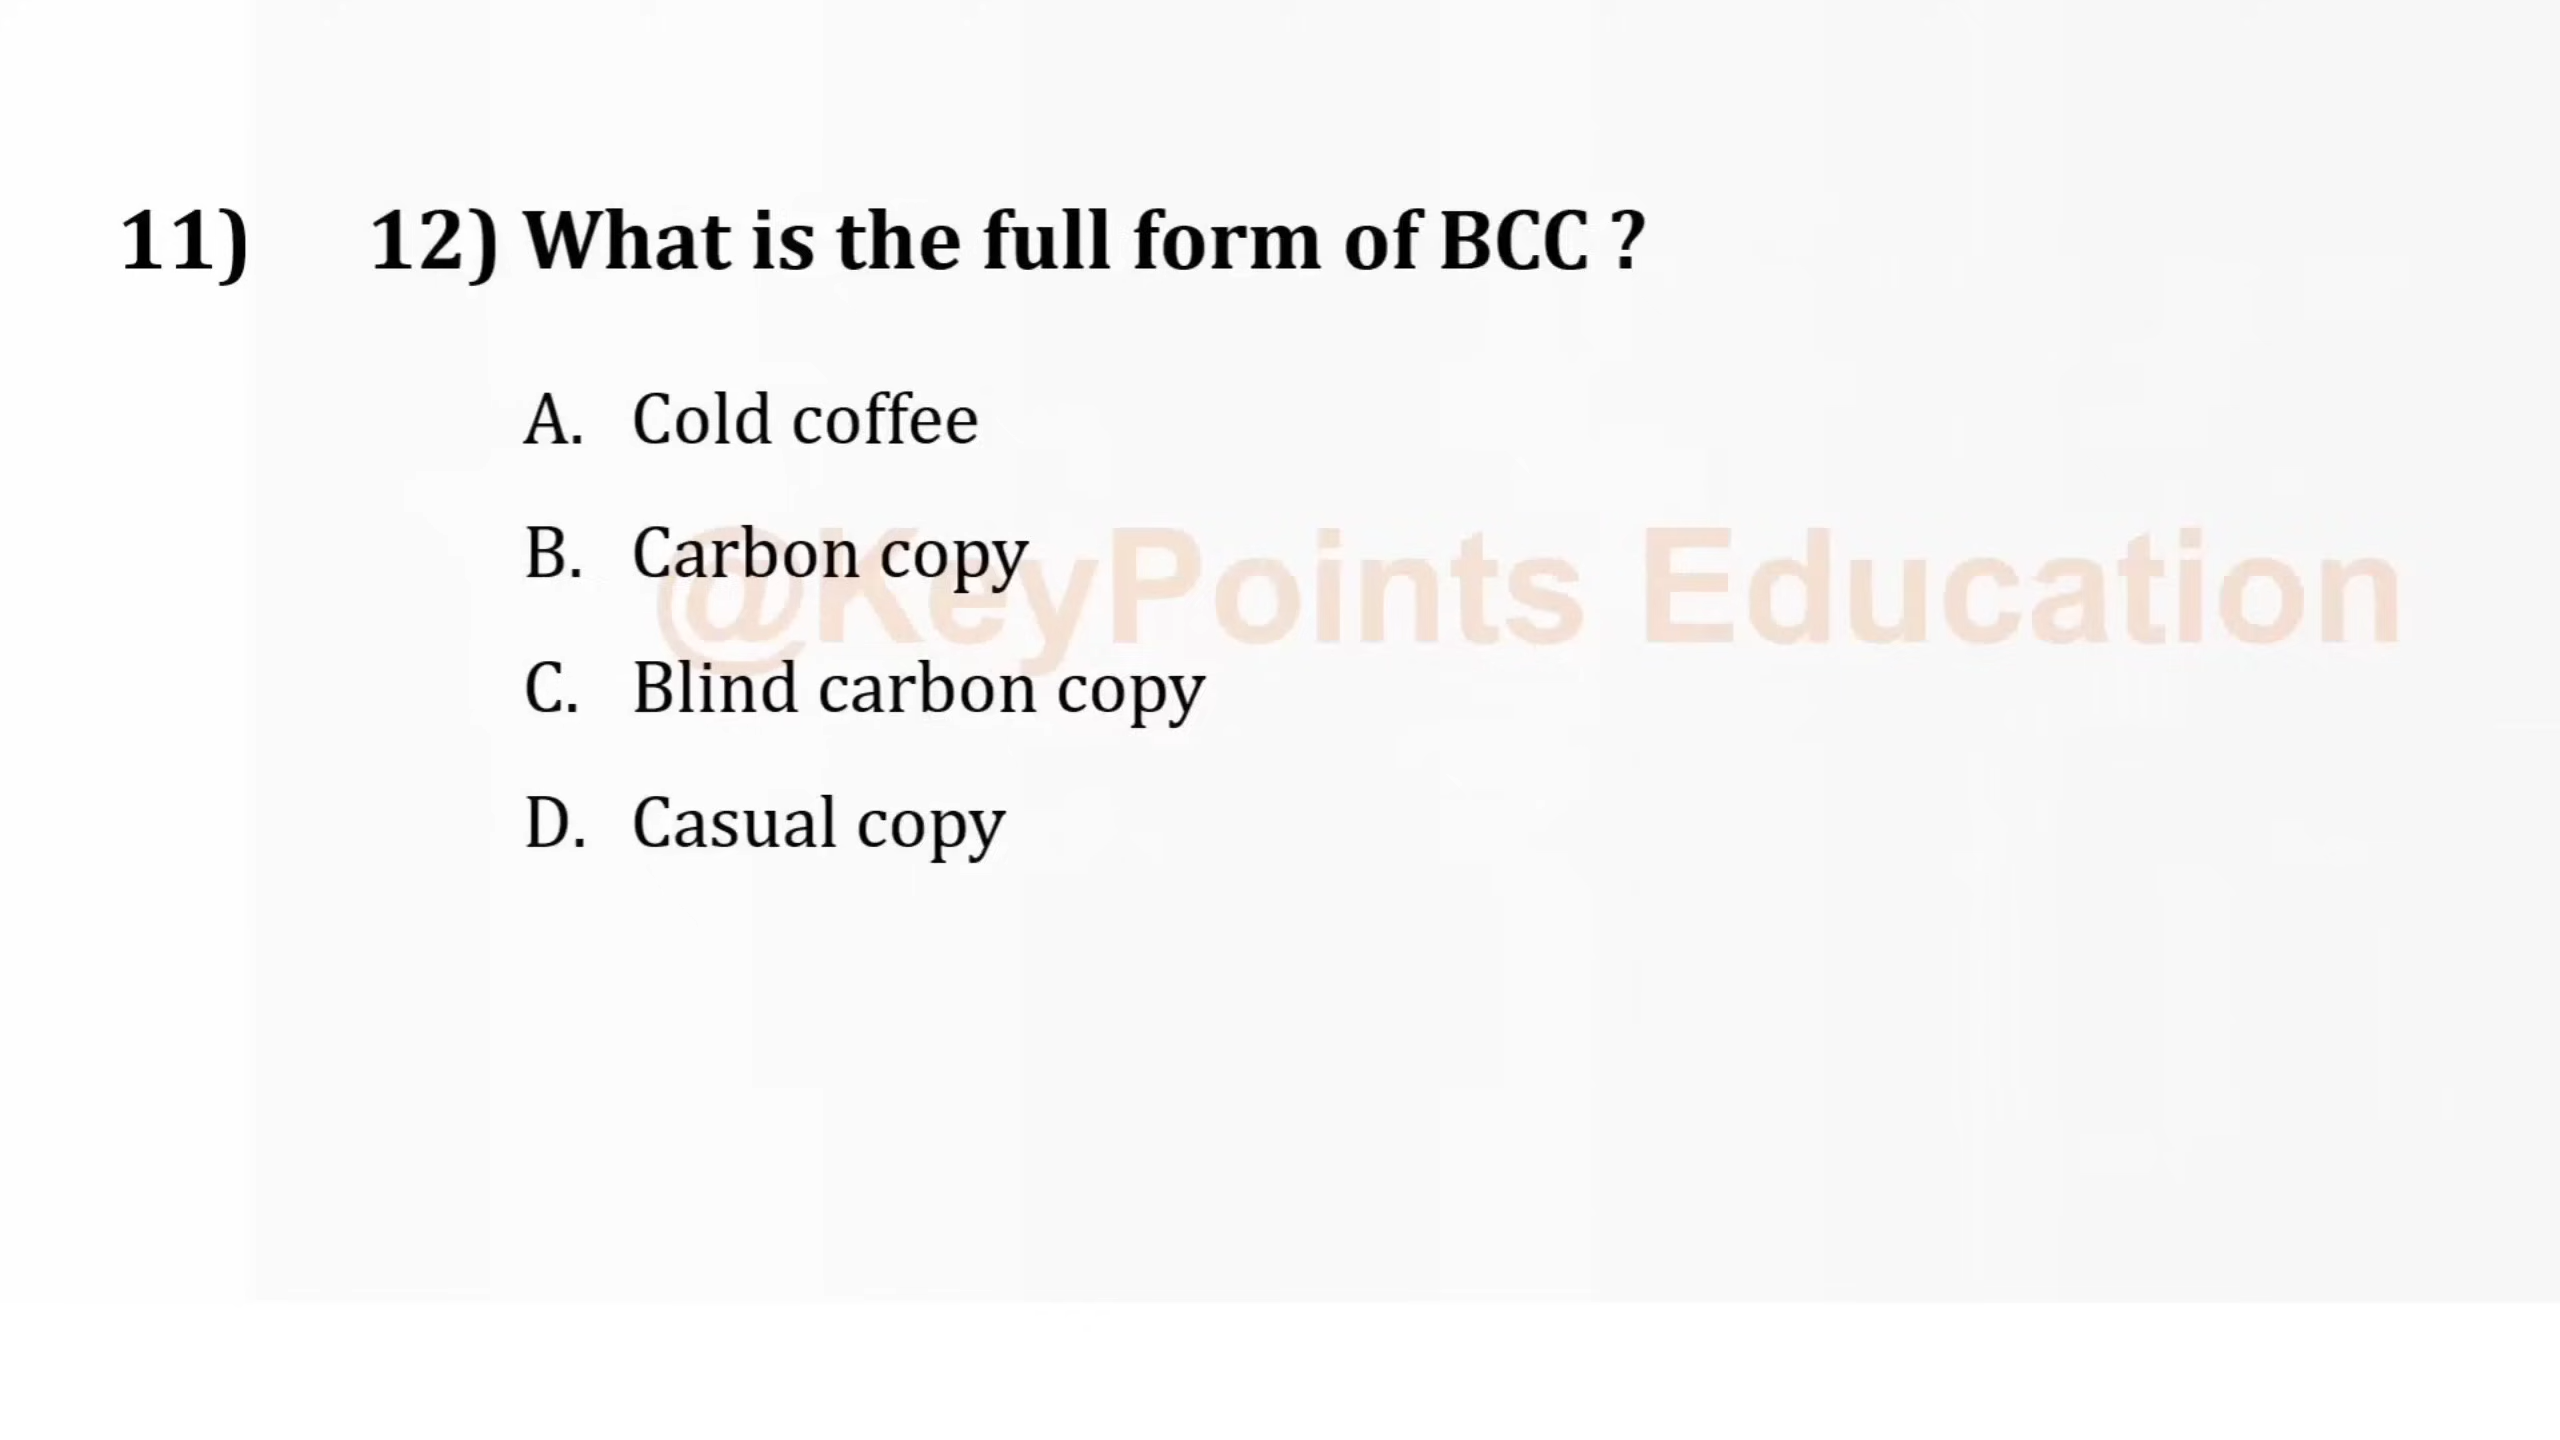 11) 12) What is the full form of BCC ?
A. Cold coffee
B. Carbon copy
@KeyPoints Education
C. Blind carbon copy
D. Casual copy